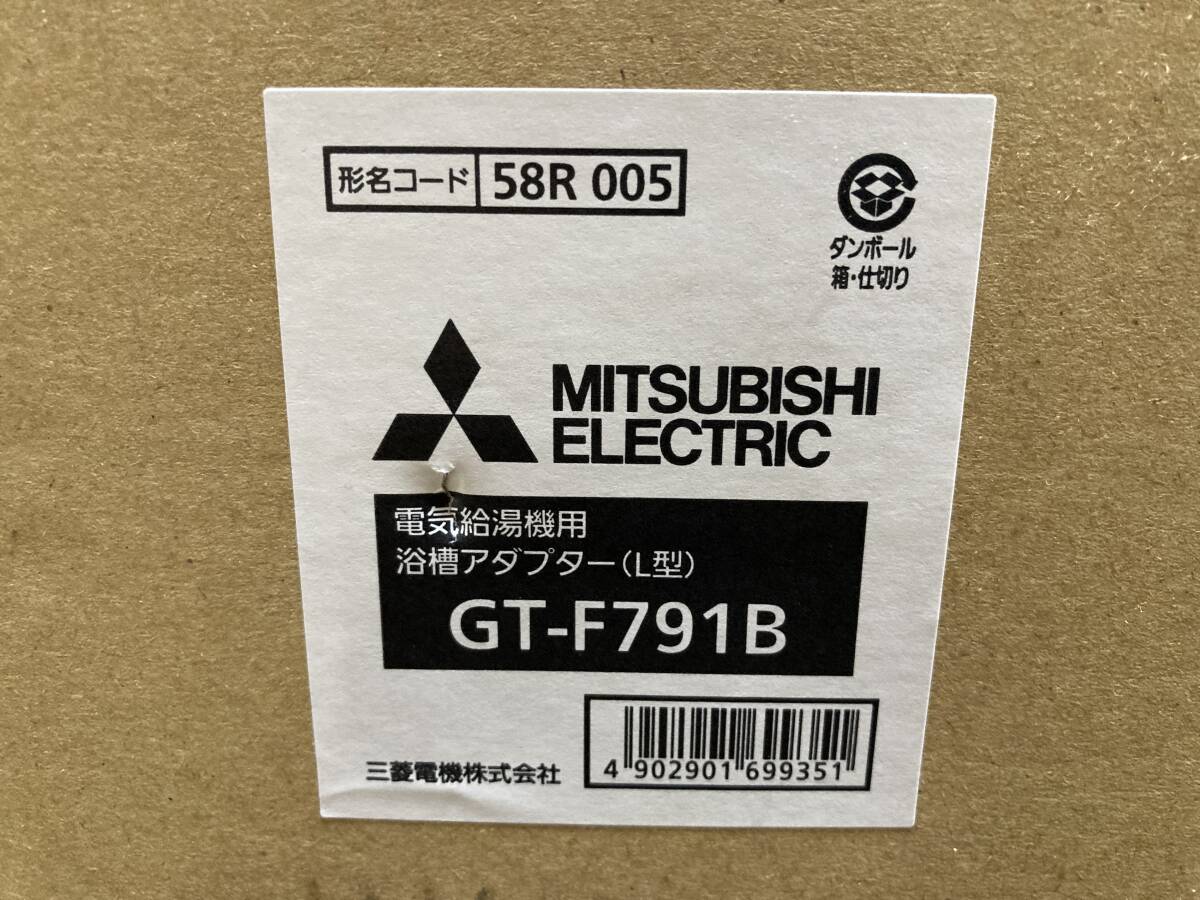 形名コード 58R 005
ダンボール
箱・仕切り
MITSUBISHI
ELECTRIC
電気給湯機用
浴槽アダプター(L型)
GT-F791B
三菱電機株式会社
4 902901 699351